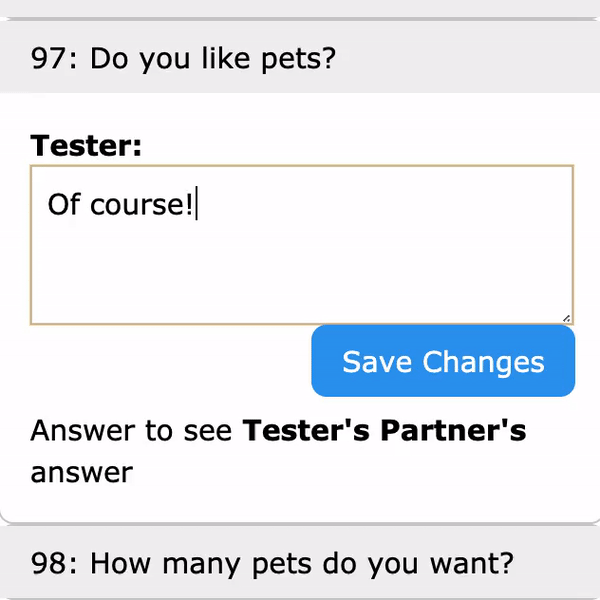 97: Do you like pets?
Tester:
Of course!
Save Changes
Answer to see Tester's Partner's
answer
98: How many pets do you want?